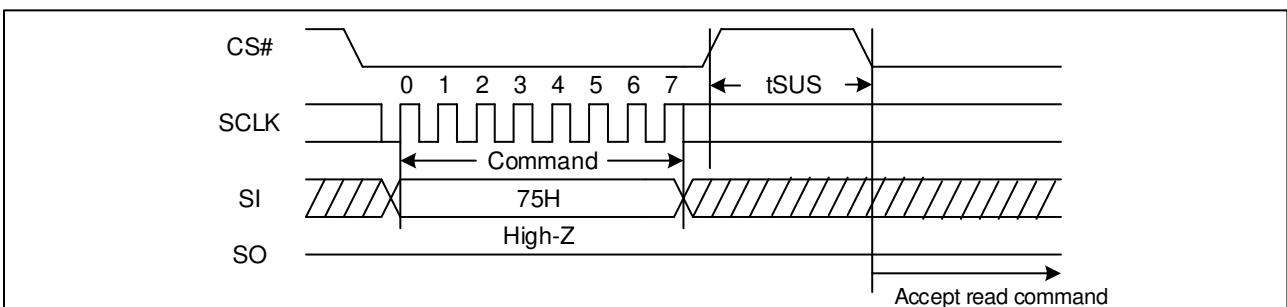 CS#
tSUS
0 1 2 3 4 5 6 7
SCLK
Command
SI
75H
High-Z
SO
Accept read command